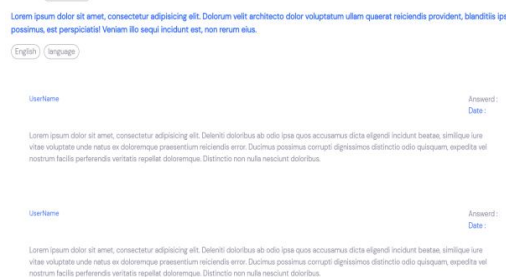 Lorem ipsum dolor sit amet, consectetur adipisicing elit. Dolorum velit architecto dolor voluptatum ullam quaerat reiciendis provident, blanditiis ips
possimus, est perspiciatis! Veniam illo sequi incidunt est, non rerum eius.
English language
UserName Answerd :
Date :
Lorem ipsum dolor sit amet, consectetur adipisicing elit. Deleniti doloribus ab odio ipsa quos accusamus dicta eligendi incidunt beatae, similique iure
vitae voluptate unde natus ex doloremque praesentium reiciendis error. Ducimus possimus corrupti dignissimos distinctio odio quisquam, expedita vel
nostrum facilis perferendis veritatis repellat doloremque. Distinctio non nulla nesciunt doloribus.
UserName Answerd :
Date :
Lorem ipsum dolor sit amet, consectetur adipisicing elit. Deleniti doloribus ab odio ipsa quos accusamus dicta eligendi incidunt beatae, similique iure
vitae voluptate unde natus ex doloremque praesentium reiciendis error. Ducimus possimus corrupti dignissimos distinctio odio quisquam, expedita vel
nostrum facilis perferendis veritatis repellat doloremque. Distinctio non nulla nesciunt doloribus.